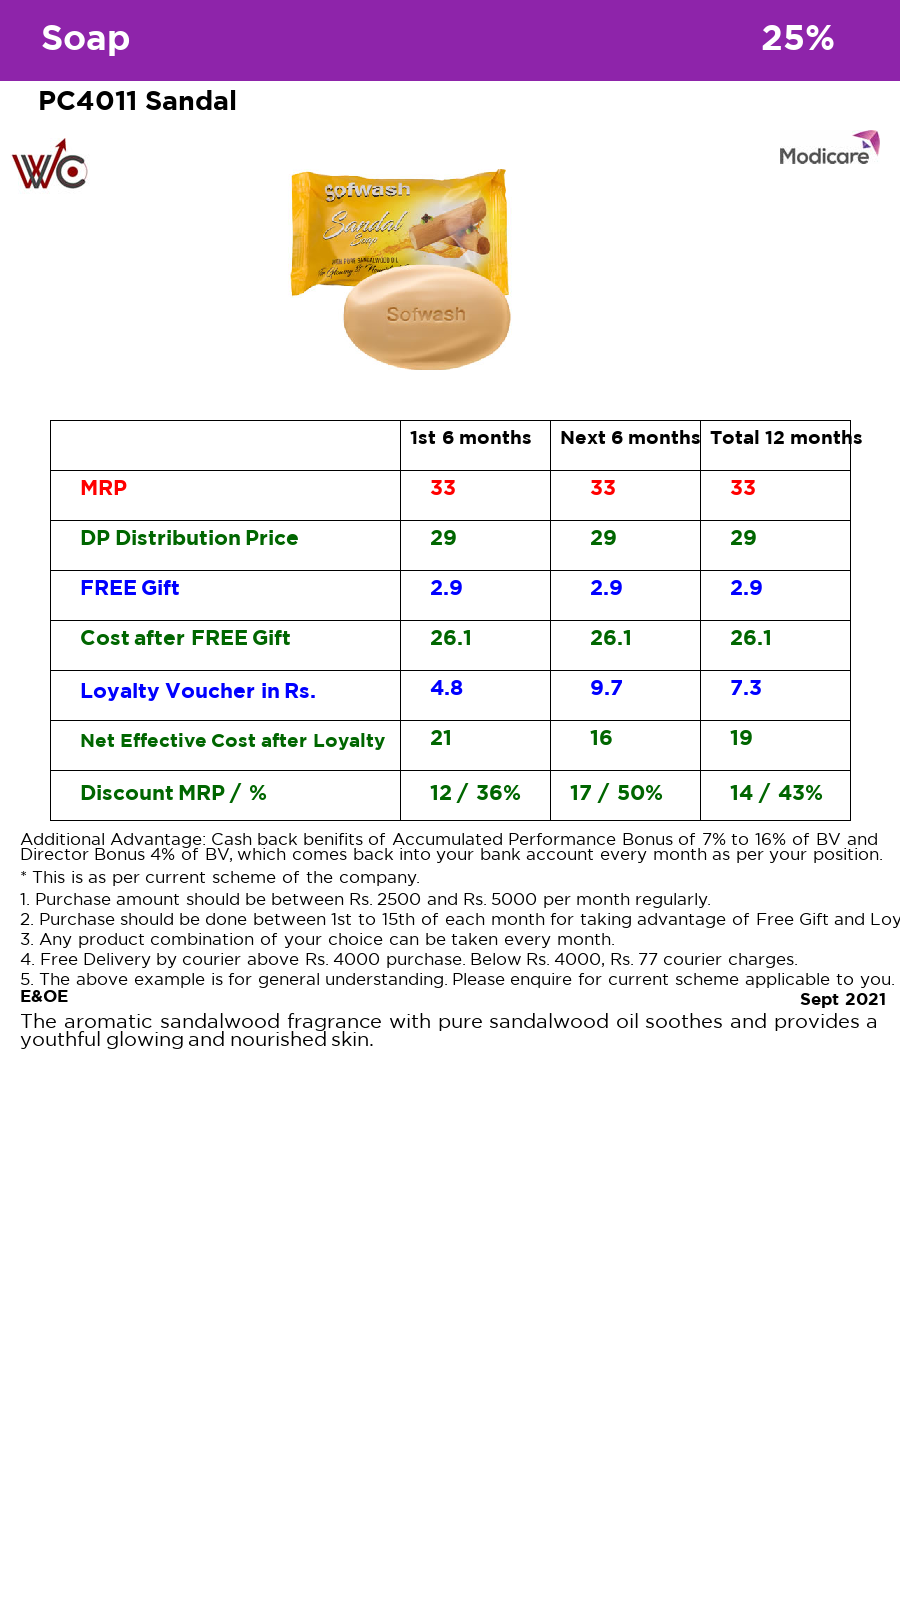 Soap 25%
PC4011 Sandal
WC
Modicare
Sofwash
Sandal
Soap
WITH PURE SANDALWOOD OIL
Glowing &
Sofwash
1st 6 months Next 6 months Total 12 months
MRP 33 33 33
DP Distribution Price 29 29 29
FREE Gift 2.9 2.9 2.9
Cost after FREE Gift 26.1 26.1 26.1
Loyalty Voucher in Rs. 4.8 9.7 7.3
Net Effective Cost after Loyalty 21 16 19
Discount MRP / % 12 / 36% 17 / 50% 14 / 43%
Additional Advantage: Cash back benifits of Accumulated Performance Bonus of 7% to 16% of BV and
Director Bonus 4% of BV, which comes back into your bank account every month as per your position.
* This is as per current scheme of the company.
1. Purchase amount should be between Rs. 2500 and Rs. 5000 per month regularly.
2. Purchase should be done between 1st to 15th of each month for taking advantage of Free Gift and Loy
3. Any product combination of your choice can be taken every month.
4. Free Delivery by courier above Rs. 4000 purchase. Below Rs. 4000, Rs. 77 courier charges.
5. The above example is for general understanding. Please enquire for current scheme applicable to you.
E&OE Sept 2021
The aromatic sandalwood fragrance with pure sandalwood oil soothes and provides a
youthful glowing and nourished skin.